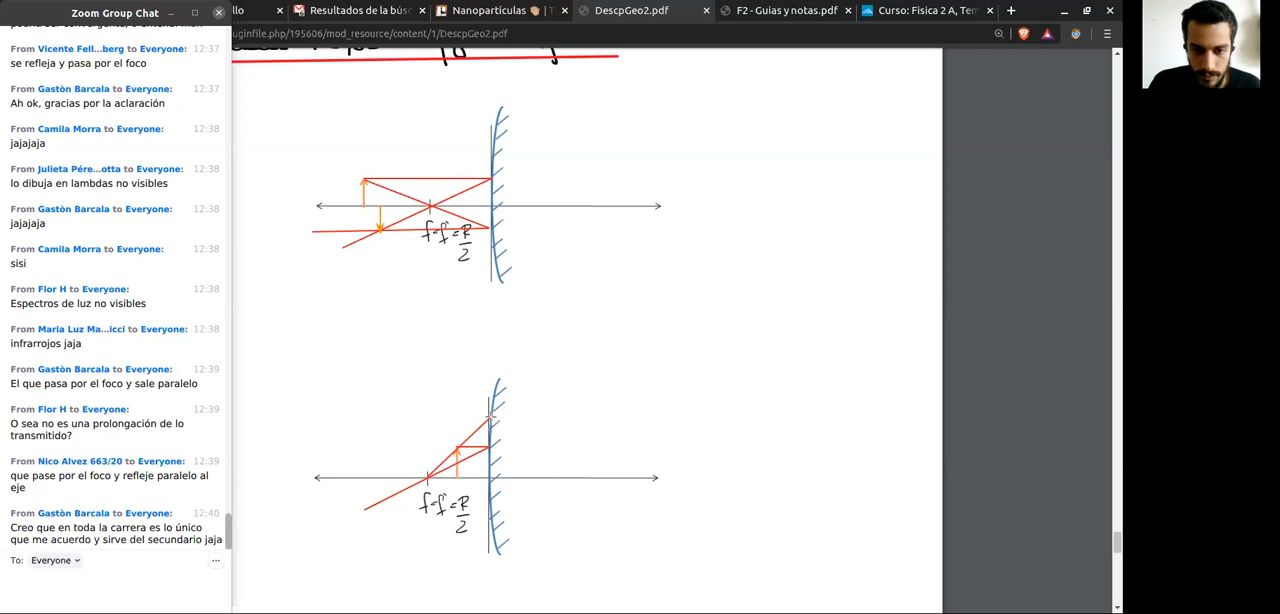 Zoom Group Chat
From Vicente Fell...berg to Everyone: 12:37
se refleja y pasa por el foco
From Gastòn Barcala to Everyone: 12:37
Ah ok, gracias por la aclaración
From Camila Morra to Everyone: 12:38
jajajaja
From Julieta Pére...otta to Everyone: 12:38
lo dibuja en lambdas no visibles
From Gastòn Barcala to Everyone: 12:38
jajajaja
From Camila Morra to Everyone: 12:38
sisi
From Flor H to Everyone: 12:38
Espectros de luz no visibles
From Maria Luz Ma...icci to Everyone: 12:38
infrarrojos jaja
From Gastòn Barcala to Everyone: 12:39
El que pasa por el foco y sale paralelo
From Flor H to Everyone: 12:39
O sea no es una prolongación de lo
transmitido?
From Nico Alvez 663/20 to Everyone: 12:39
que pase por el foco y refleje paralelo al
eje
From Gastòn Barcala to Everyone: 12:40
Creo que en toda la carrera es lo único
que me acuerdo y sirve del secundario jaja
To: Everyone
llo
Resultados de la bús
Nanopartículas
DescpGeo2.pdf
F2 - Guias y notas.pdf
Curso: Fisica 2 A, Tem
uginfile.php/195606/mod_resource/content/1/DescpGeo2.pdf
f=f'=R/2
f=f'=R/2